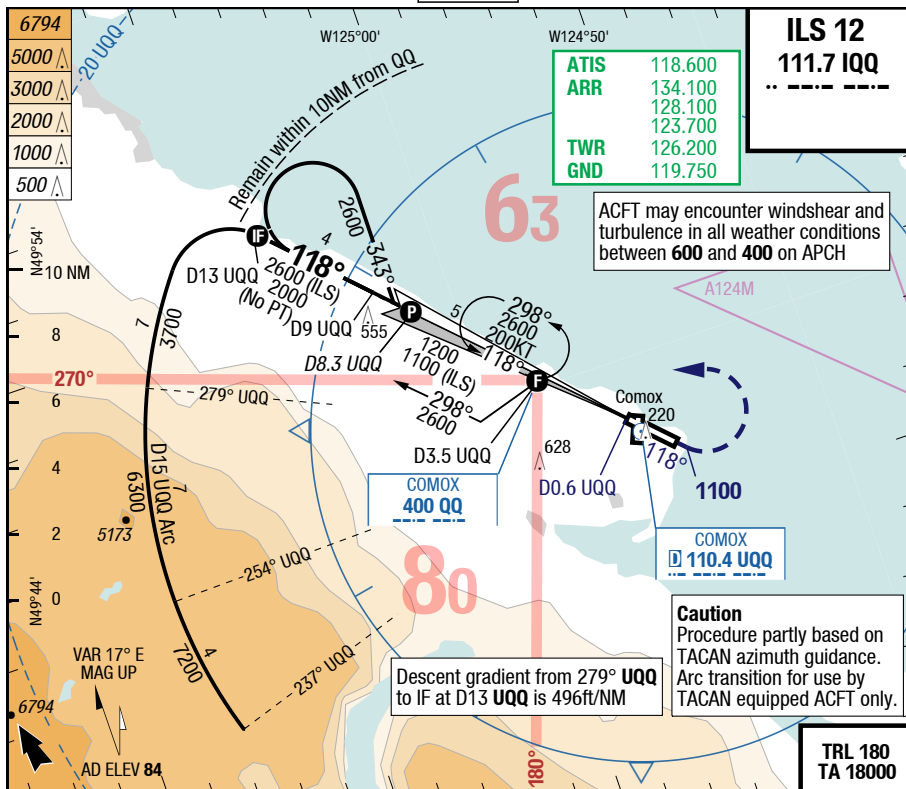 6794
5000
3000
2000
1000
500
20 UQQ
W125°00'
W124°50'
ILS 12
111.7 IQQ
ATIS 118.600
ARR 134.100
128.100
123.700
TWR 126.200
GND 119.750
Remain within 10NM from QQ
63
ACFT may encounter windshear and
turbulence in all weather conditions
between 600 and 400 on APCH
N49°54'
10 NM
IF
4
118°
2600
343°
D13 UQQ
2600 (ILS)
2000
(No PT)
D9 UQQ
555
P
D8.3 UQQ
5
298°
2600
200KT
118°
A124M
7
3700
8
1200
1100 (ILS)
270°
279° UQQ
298°
2600
F
6
Comox
220
D3.5 UQQ
628
D0.6 UQQ
118°
1100
4
D15 UQQ Arc
7
6300
COMOX
400 QQ
5173
2
COMOX
D 110.4 UQQ
254° UQQ
80
N49°44'
0
4
7200
237° UQQ
VAR 17° E
MAG UP
6794
AD ELEV 84
Descent gradient from 279° UQQ
to IF at D13 UQQ is 496ft/NM
Caution
Procedure partly based on
TACAN azimuth guidance.
Arc transition for use by
TACAN equipped ACFT only.
180°
TRL 180
TA 18000